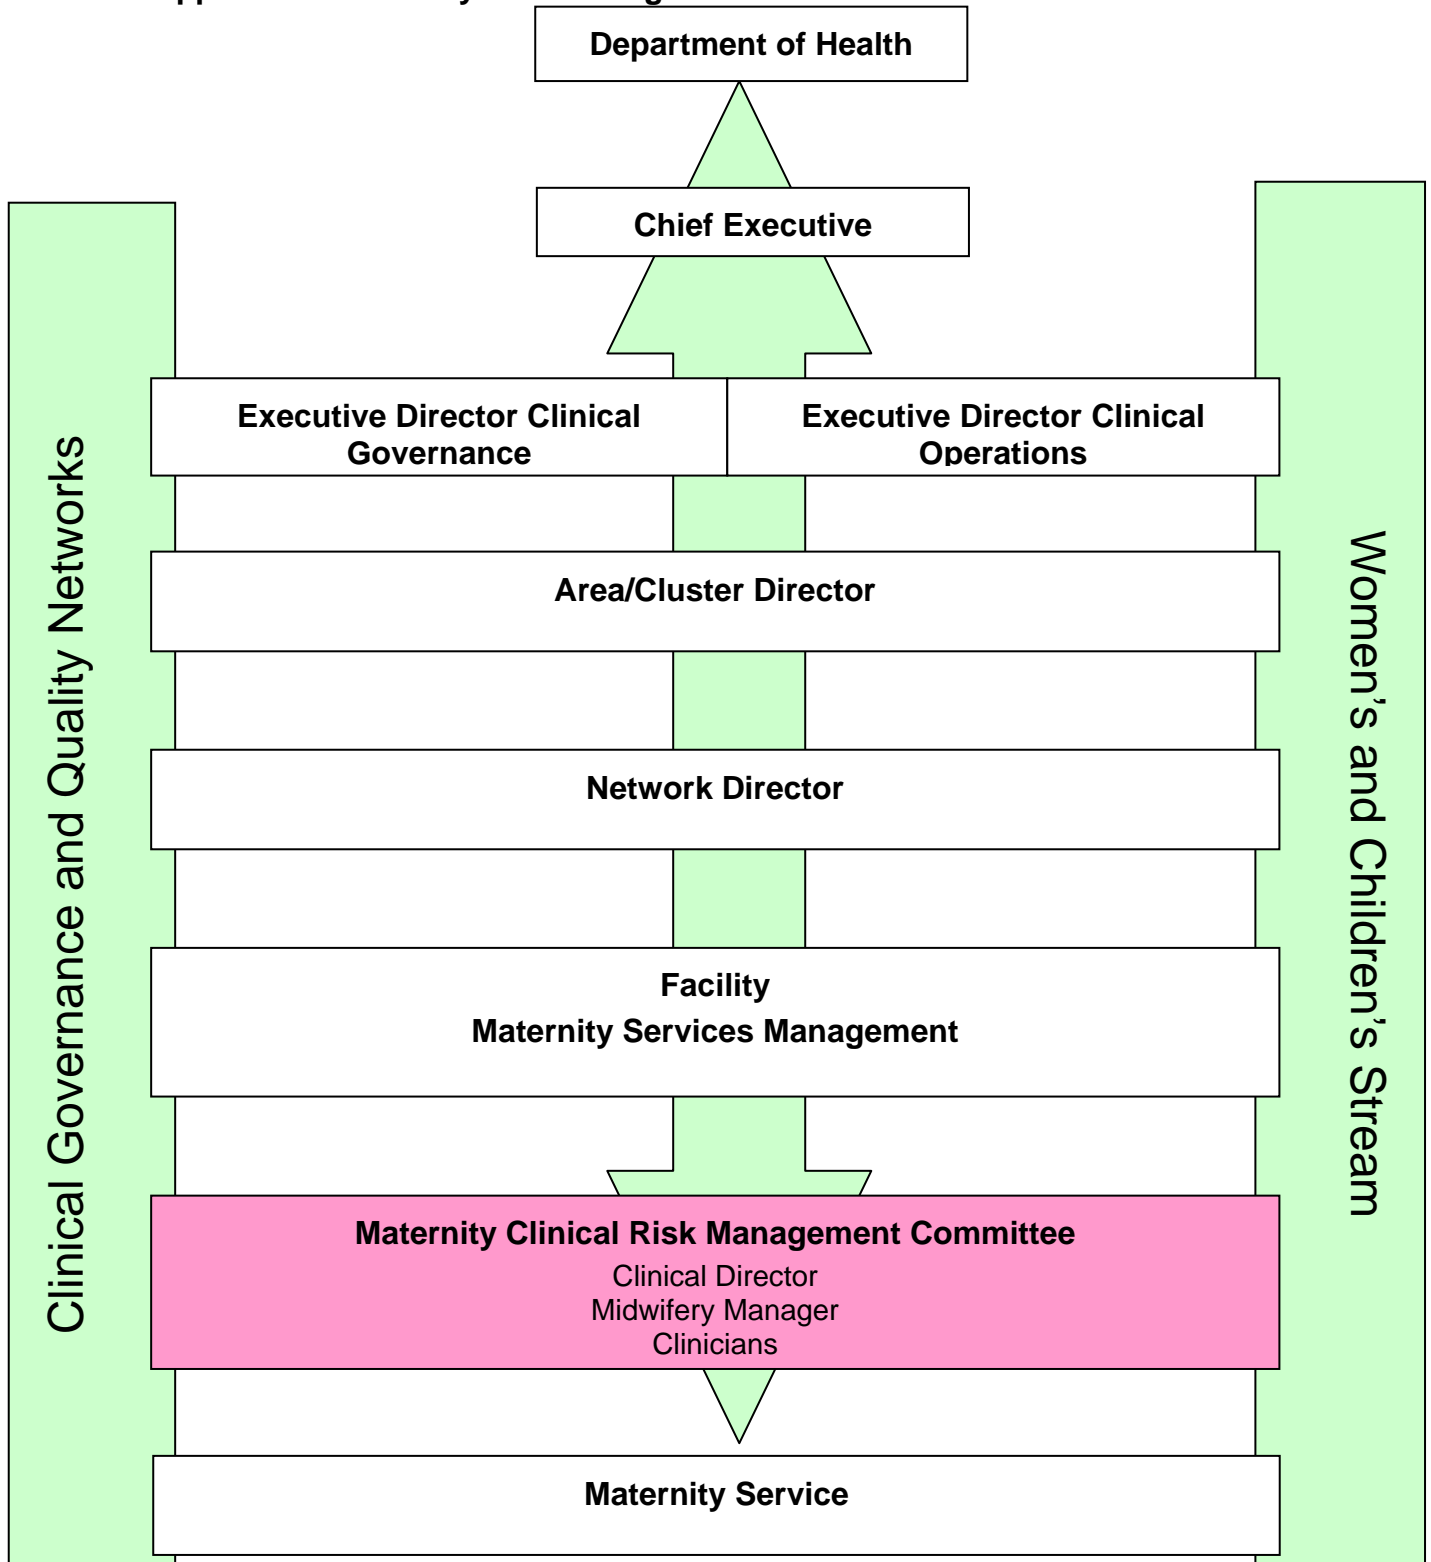 Department of Health
Chief Executive
Executive Director Clinical
Governance
Executive Director Clinical
Operations
Area/Cluster Director
Network Director
Facility
Maternity Services Management
Maternity Clinical Risk Management Committee
Clinical Director
Midwifery Manager
Clinicians
Maternity Service
Clinical Governance and Quality Networks
Women's and Children's Stream